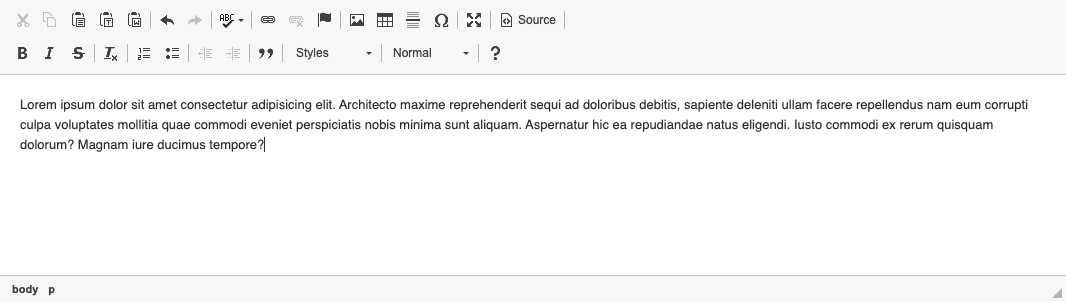 ABC
Source
B I S Tx
Styles Normal ?
Lorem ipsum dolor sit amet consectetur adipisicing elit. Architecto maxime reprehenderit sequi ad doloribus debitis, sapiente deleniti ullam facere repellendus nam eum corrupti
culpa voluptates mollitia quae commodi eveniet perspiciatis nobis minima sunt aliquam. Aspernatur hic ea repudiandae natus eligendi. Iusto commodi ex rerum quisquam
dolorum? Magnam iure ducimus tempore?
body p